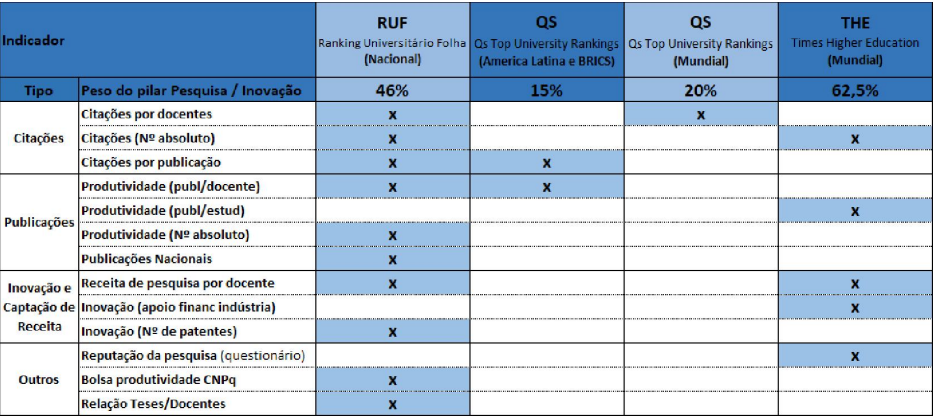 Indicador
RUF
Ranking Universitário Folha
(Nacional)
QS
Qs Top University Rankings
(America Latina e BRICS)
QS
Qs Top University Rankings
(Mundial)
THE
Times Higher Education
(Mundial)
Tipo Peso do pilar Pesquisa / Inovação 46% 15% 20% 62,5%
Citações
Citações por docentes x x
Citações (Nº absoluto) x x
Citações por publicação x x
Publicações
Produtividade (publ/docente) x x
Produtividade (publ/estud) x
Produtividade (Nº absoluto) x
Publicações Nacionais x
Inovação e
Captação de
Receita
Receita de pesquisa por docente x x
Inovação (apoio financ indústria) x
Inovação (Nº de patentes) x
Outros
Reputação da pesquisa (questionário) x
Bolsa produtividade CNPq x
Relação Teses/Docentes x